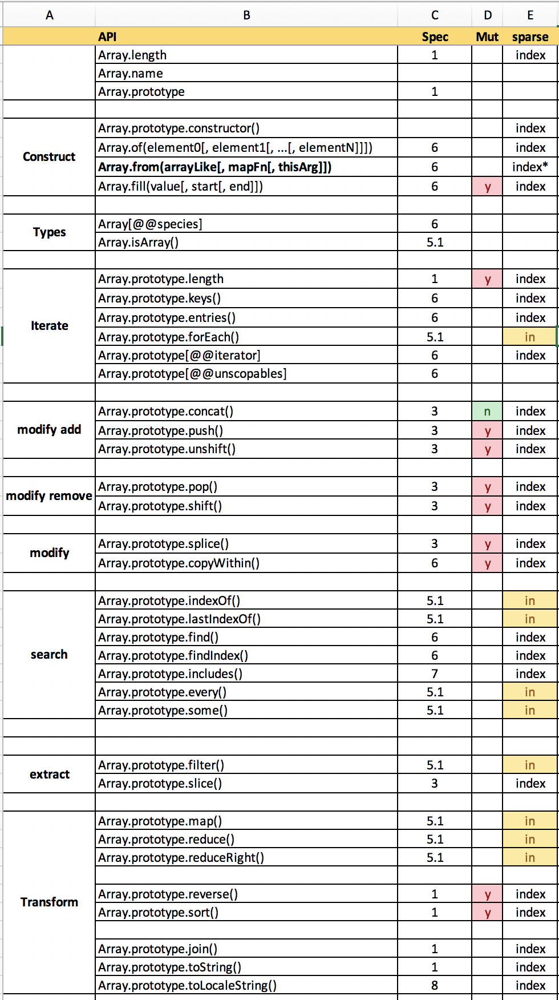 A B C D E
API Spec Mut sparse
Array.length 1 index
Array.name
Array.prototype 1
Array.prototype.constructor() index
Construct
Array.of(element0[, element1[, ...[, elementN]]]) 6 index
Array.from(arrayLike[, mapFn[, thisArg]]) 6 index*
Array.fill(value[, start[, end]]) 6 y index
Types
Array[@@species] 6
Array.isArray() 5.1
Iterate
Array.prototype.length 1 y index
Array.prototype.keys() 6 index
Array.prototype.entries() 6 index
Array.prototype.forEach() 5.1 in
Array.prototype[@@iterator] 6 index
Array.prototype[@@unscopables] 6
modify add
Array.prototype.concat() 3 n index
Array.prototype.push() 3 y index
Array.prototype.unshift() 3 y index
modify remove
Array.prototype.pop() 3 y index
Array.prototype.shift() 3 y index
modify
Array.prototype.splice() 3 y index
Array.prototype.copyWithin() 6 y index
search
Array.prototype.indexOf() 5.1 in
Array.prototype.lastIndexOf() 5.1 in
Array.prototype.find() 6 index
Array.prototype.findIndex() 6 index
Array.prototype.includes() 7 index
Array.prototype.every() 5.1 in
Array.prototype.some() 5.1 in
extract
Array.prototype.filter() 5.1 in
Array.prototype.slice() 3 index
Transform
Array.prototype.map() 5.1 in
Array.prototype.reduce() 5.1 in
Array.prototype.reduceRight() 5.1 in
Array.prototype.reverse() 1 y index
Array.prototype.sort() 1 y index
Array.prototype.join() 1 index
Array.prototype.toString() 1 index
Array.prototype.toLocaleString() 8 index